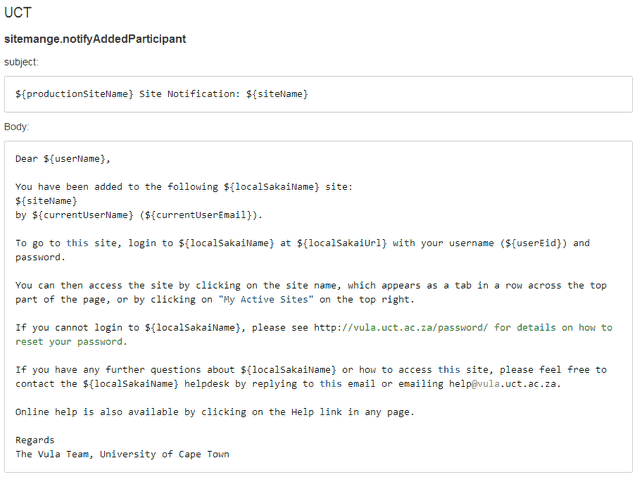 UCT
sitemange.notifyAddedParticipant
subject:
${productionSiteName} Site Notification: ${siteName}
Body:
Dear ${userName},
You have been added to the following ${localSakaiName} site:
${siteName}
by ${currentUserName} (${currentUserEmail}).
To go to this site, login to ${localSakaiName} at ${localSakaiUrl} with your username (${userEid}) and
password.
You can then access the site by clicking on the site name, which appears as a tab in a row across the top
part of the page, or by clicking on "My Active Sites" on the top right.
If you cannot login to ${localSakaiName}, please see http://vula.uct.ac.za/password/ for details on how to
reset your password.
If you have any further questions about ${localSakaiName} or how to access this site, please feel free to
contact the ${localSakaiName} helpdesk by replying to this email or emailing help@vula.uct.ac.za.
Online help is also available by clicking on the Help link in any page.
Regards
The Vula Team, University of Cape Town